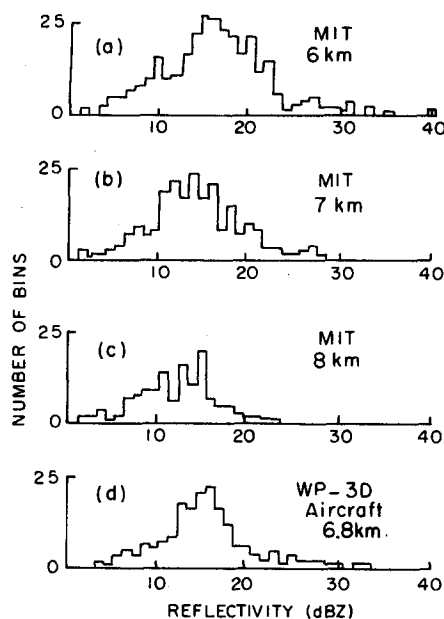 25
(a)
MIT
6 km
0
10
20
30
40
25
(b)
MIT
7 km
0
10
20
30
40
25
(c)
MIT
8 km
0
10
20
30
40
25
(d)
WP-3D
Aircraft
6.8km.
0
10
20
30
40
NUMBER OF BINS
REFLECTIVITY (dBZ)